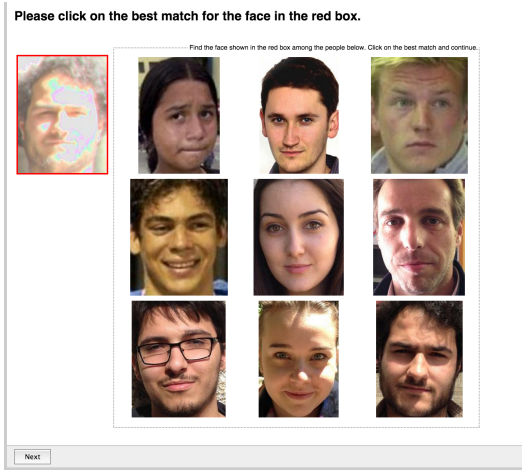 Please click on the best match for the face in the red box.
Find the face shown in the red box among the people below. Click on the best match and continue.
Next